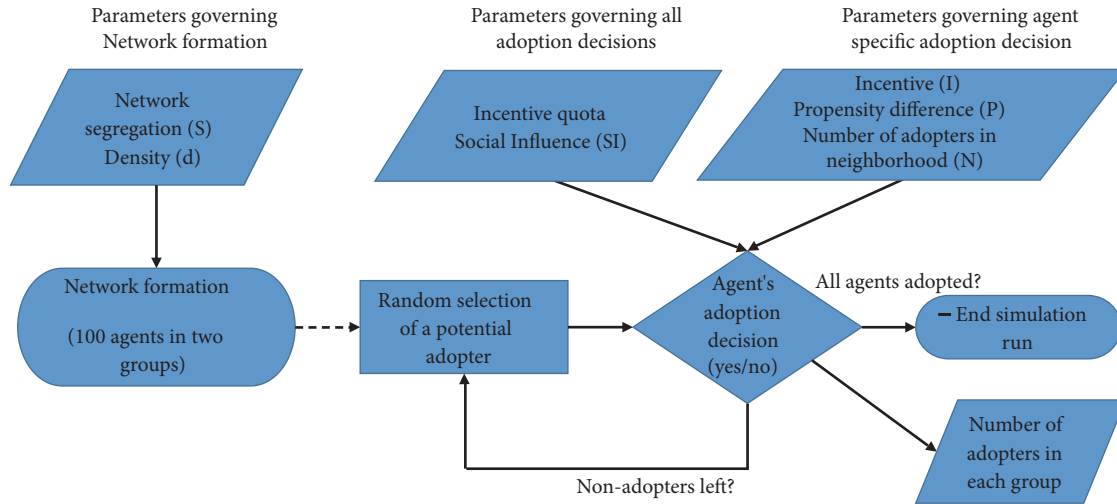 Parameters governing
Network formation
Parameters governing all
adoption decisions
Parameters governing agent
specific adoption decision
Network
segregation (S)
Density (d)
Incentive quota
Social Influence (SI)
Incentive (I)
Propensity difference (P)
Number of adopters in
neighborhood (N)
Network formation
(100 agents in two
groups)
Random selection
of a potential
adopter
Agent's
adoption
decision
(yes/no)
All agents adopted?
– End simulation
run
Number of
adopters in
each group
Non-adopters left?